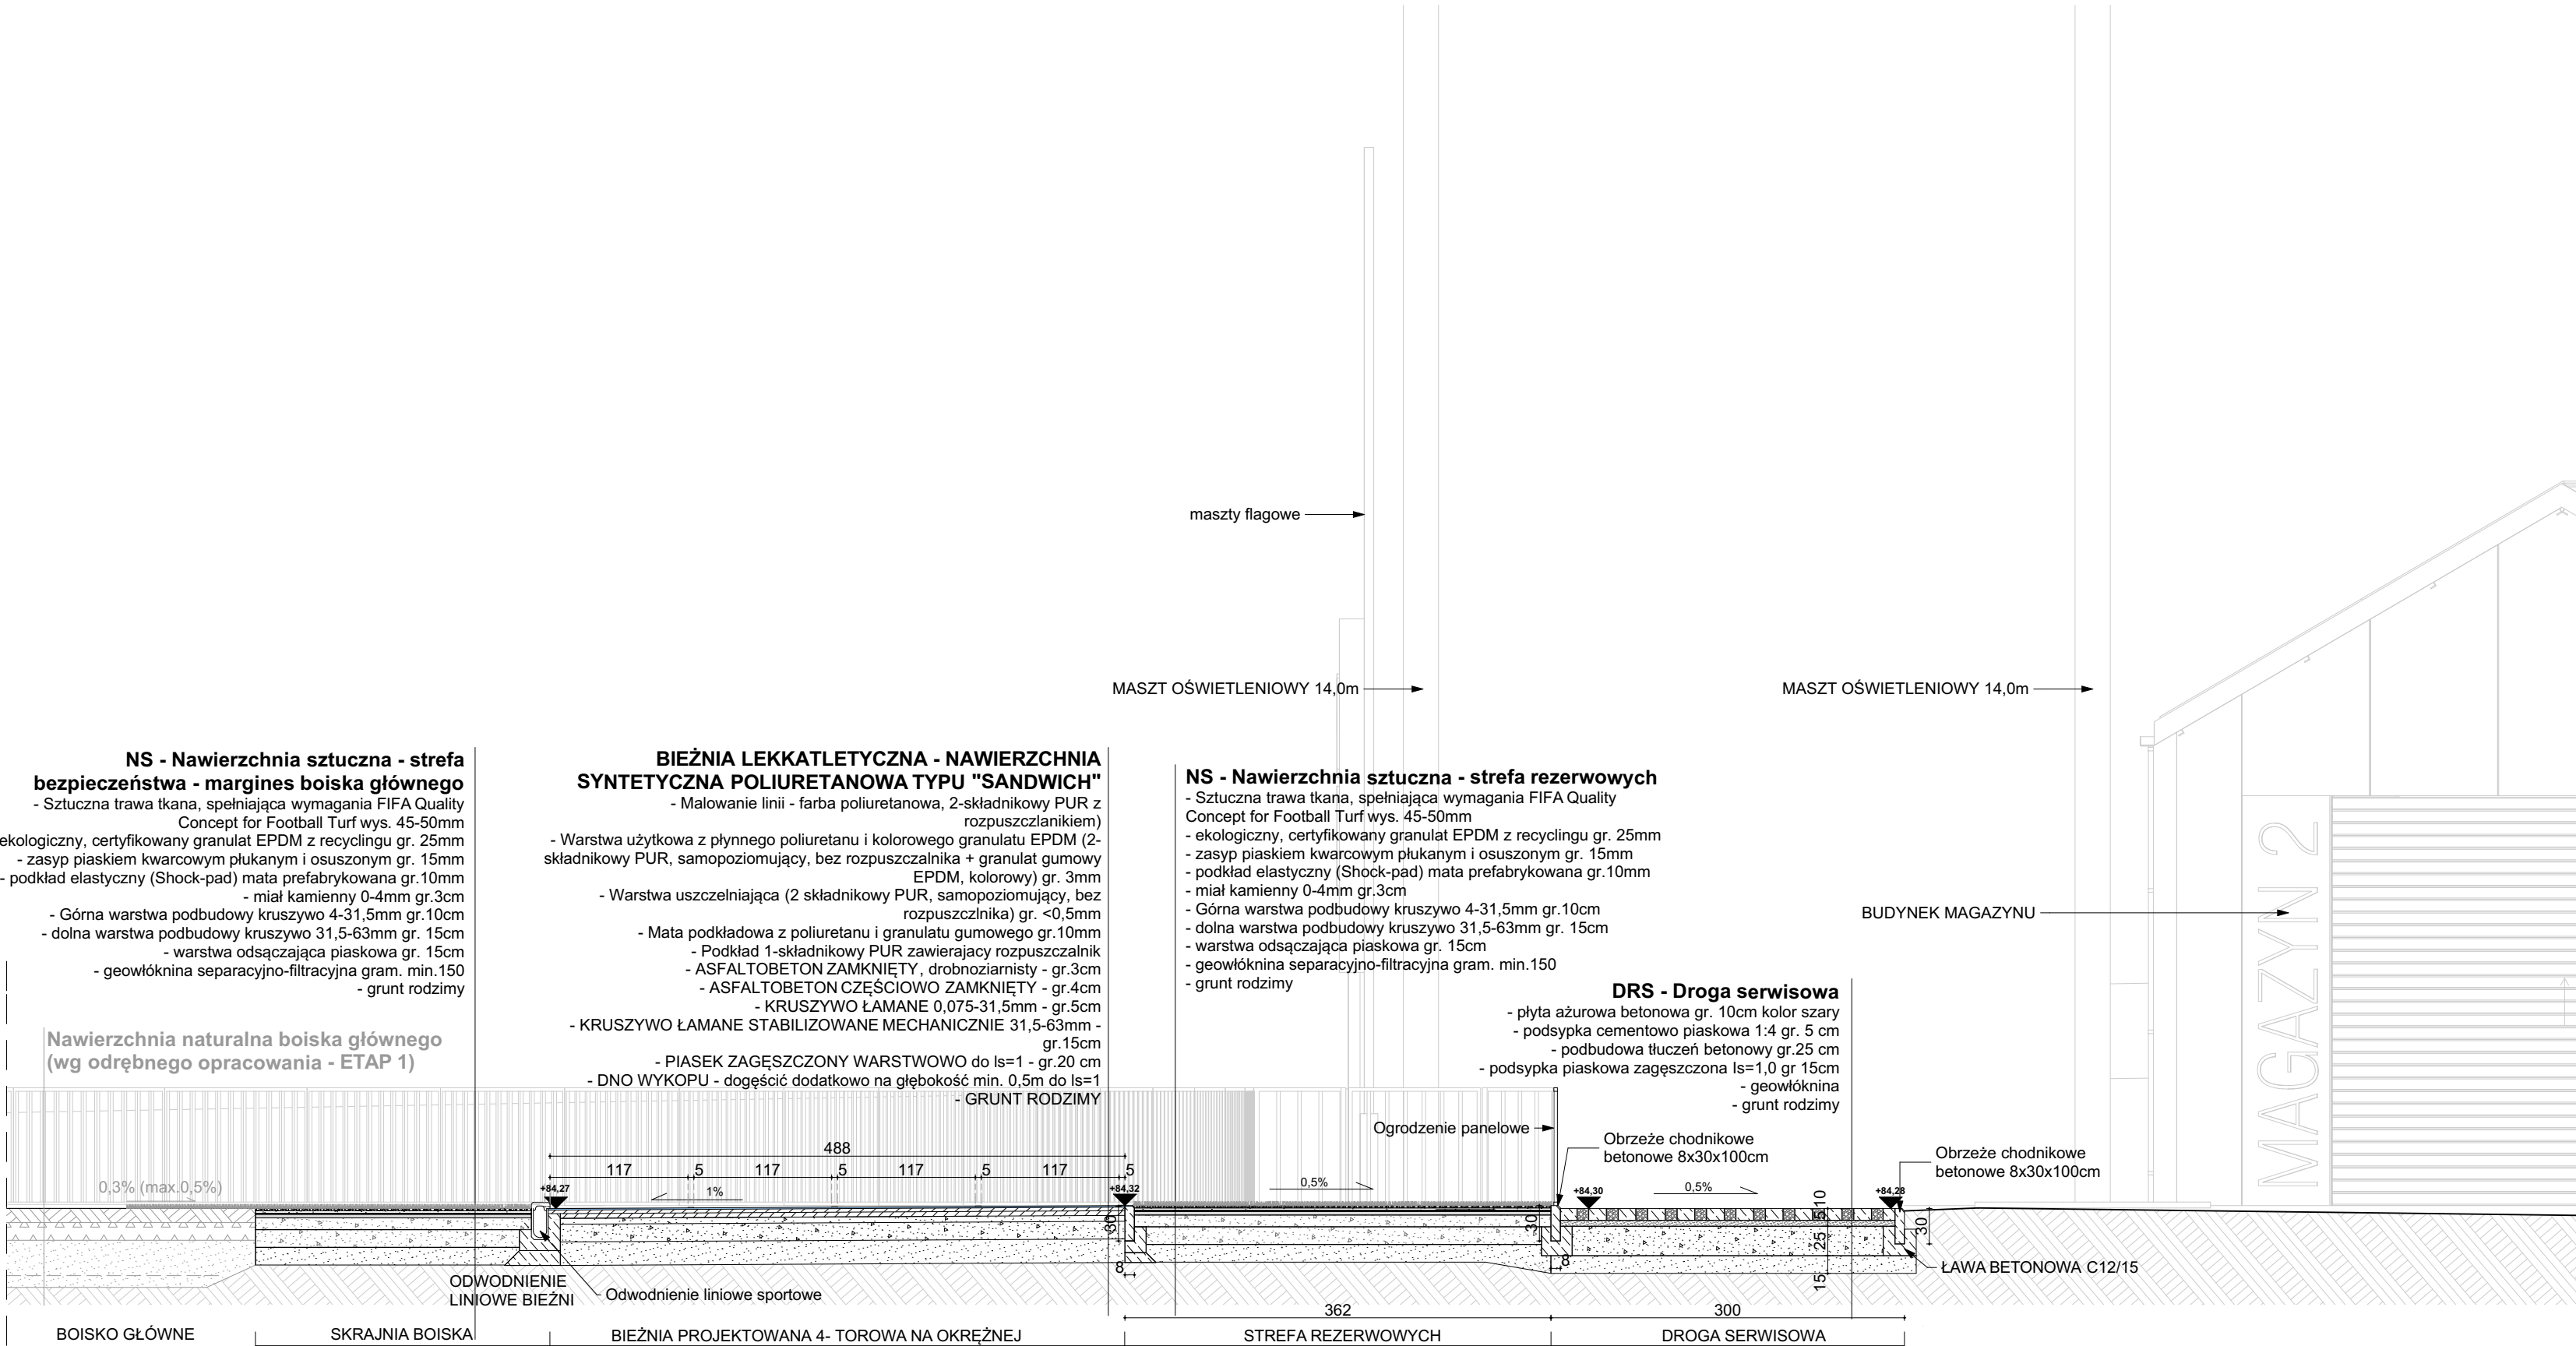 maszty flagowe
MASZT OŚWIETLENIOWY 14,0m
MASZT OŚWIETLENIOWY 14,0m
NS - Nawierzchnia sztuczna - strefa
bezpieczeństwa - margines boiska głównego
- Sztuczna trawa tkana, spełniająca wymagania FIFA Quality
Concept for Football Turf wys. 45-50mm
ekologiczny, certyfikowany granulat EPDM z recyclingu gr. 25mm
- zasyp piaskiem kwarcowym płukanym i osuszonym gr. 15mm
- podkład elastyczny (Shock-pad) mata prefabrykowana gr.10mm
- miał kamienny 0-4mm gr.3cm
- Górna warstwa podbudowy kruszywo 4-31,5mm gr.10cm
- dolna warstwa podbudowy kruszywo 31,5-63mm gr. 15cm
- warstwa odsączająca piaskowa gr. 15cm
- geowłóknina separacyjno-filtracyjna gram. min.150
- grunt rodzimy
Nawierzchnia naturalna boiska głównego
(wg odrębnego opracowania - ETAP 1)
BIEŻNIA LEKKATLETYCZNA - NAWIERZCHNIA
SYNTETYCZNA POLIURETANOWA TYPU "SANDWICH"
- Malowanie linii - farba poliuretanowa, 2-składnikowy PUR z
rozpuszczlanikiem)
- Warstwa użytkowa z płynnego poliuretanu i kolorowego granulatu EPDM (2-
składnikowy PUR, samopoziomujący, bez rozpuszczalnika + granulat gumowy
EPDM, kolorowy) gr. 3mm
- Warstwa uszczelniająca (2 składnikowy PUR, samopoziomujący, bez
rozpuszczlnika) gr. <0,5mm
- Mata podkładowa z poliuretanu i granulatu gumowego gr.10mm
- Podkład 1-składnikowy PUR zawierajacy rozpuszczalnik
- ASFALTOBETON ZAMKNIĘTY, drobnoziarnisty - gr.3cm
- ASFALTOBETON CZĘŚCIOWO ZAMKNIĘTY - gr.4cm
- KRUSZYWO ŁAMANE 0,075-31,5mm - gr.5cm
- KRUSZYWO ŁAMANE STABILIZOWANE MECHANICZNIE 31,5-63mm -
gr.15cm
- PIASEK ZAGĘSZCZONY WARSTWOWO do Is=1 - gr.20 cm
- DNO WYKOPU - dogęścić dodatkowo na głębokość min. 0,5m do Is=1
- GRUNT RODZIMY
NS - Nawierzchnia sztuczna - strefa rezerwowych
- Sztuczna trawa tkana, spełniająca wymagania FIFA Quality
Concept for Football Turf wys. 45-50mm
- ekologiczny, certyfikowany granulat EPDM z recyclingu gr. 25mm
- zasyp piaskiem kwarcowym płukanym i osuszonym gr. 15mm
- podkład elastyczny (Shock-pad) mata prefabrykowana gr.10mm
- miał kamienny 0-4mm gr.3cm
- Górna warstwa podbudowy kruszywo 4-31,5mm gr.10cm
- dolna warstwa podbudowy kruszywo 31,5-63mm gr. 15cm
- warstwa odsączająca piaskowa gr. 15cm
- geowłóknina separacyjno-filtracyjna gram. min.150
- grunt rodzimy
DRS - Droga serwisowa
- płyta ażurowa betonowa gr. 10cm kolor szary
- podsypka cementowo piaskowa 1:4 gr. 5 cm
- podbudowa tłuczeń betonowy gr.25 cm
- podsypka piaskowa zagęszczona Is=1,0 gr 15cm
- geowłóknina
- grunt rodzimy
BUDYNEK MAGAZYNU
MAGAZYN 2
Ogrodzenie panelowe
Obrzeże chodnikowe
betonowe 8x30x100cm
Obrzeże chodnikowe
betonowe 8x30x100cm
488
117 5 117 5 117 5 117 5
0,3% (max.0,5%)
+84,27
1%
+84,32
0,5%
+84,30
0,5%
+84,28
30
8
30
8
10
5
25
15
30
ODWODNIENIE
LINIOWE BIEŻNI
Odwodnienie liniowe sportowe
ŁAWA BETONOWA C12/15
362
300
BOISKO GŁÓWNE
SKRAJNIA BOISKA
BIEŻNIA PROJEKTOWANA 4- TOROWA NA OKRĘŻNEJ
STREFA REZERWOWYCH
DROGA SERWISOWA